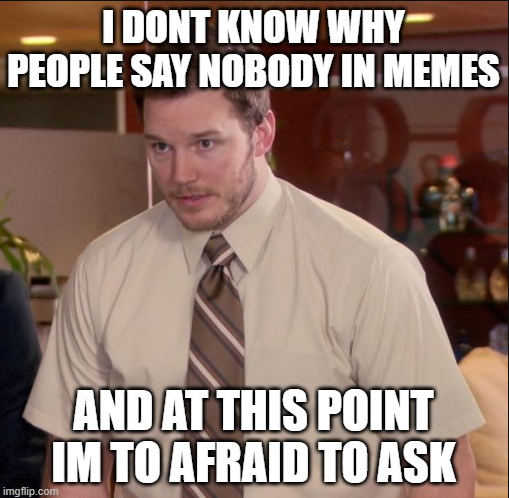 I DONT KNOW WHY
PEOPLE SAY NOBODY IN MEMES
AND AT THIS POINT
IM TO AFRAID TO ASK
imgflip.com